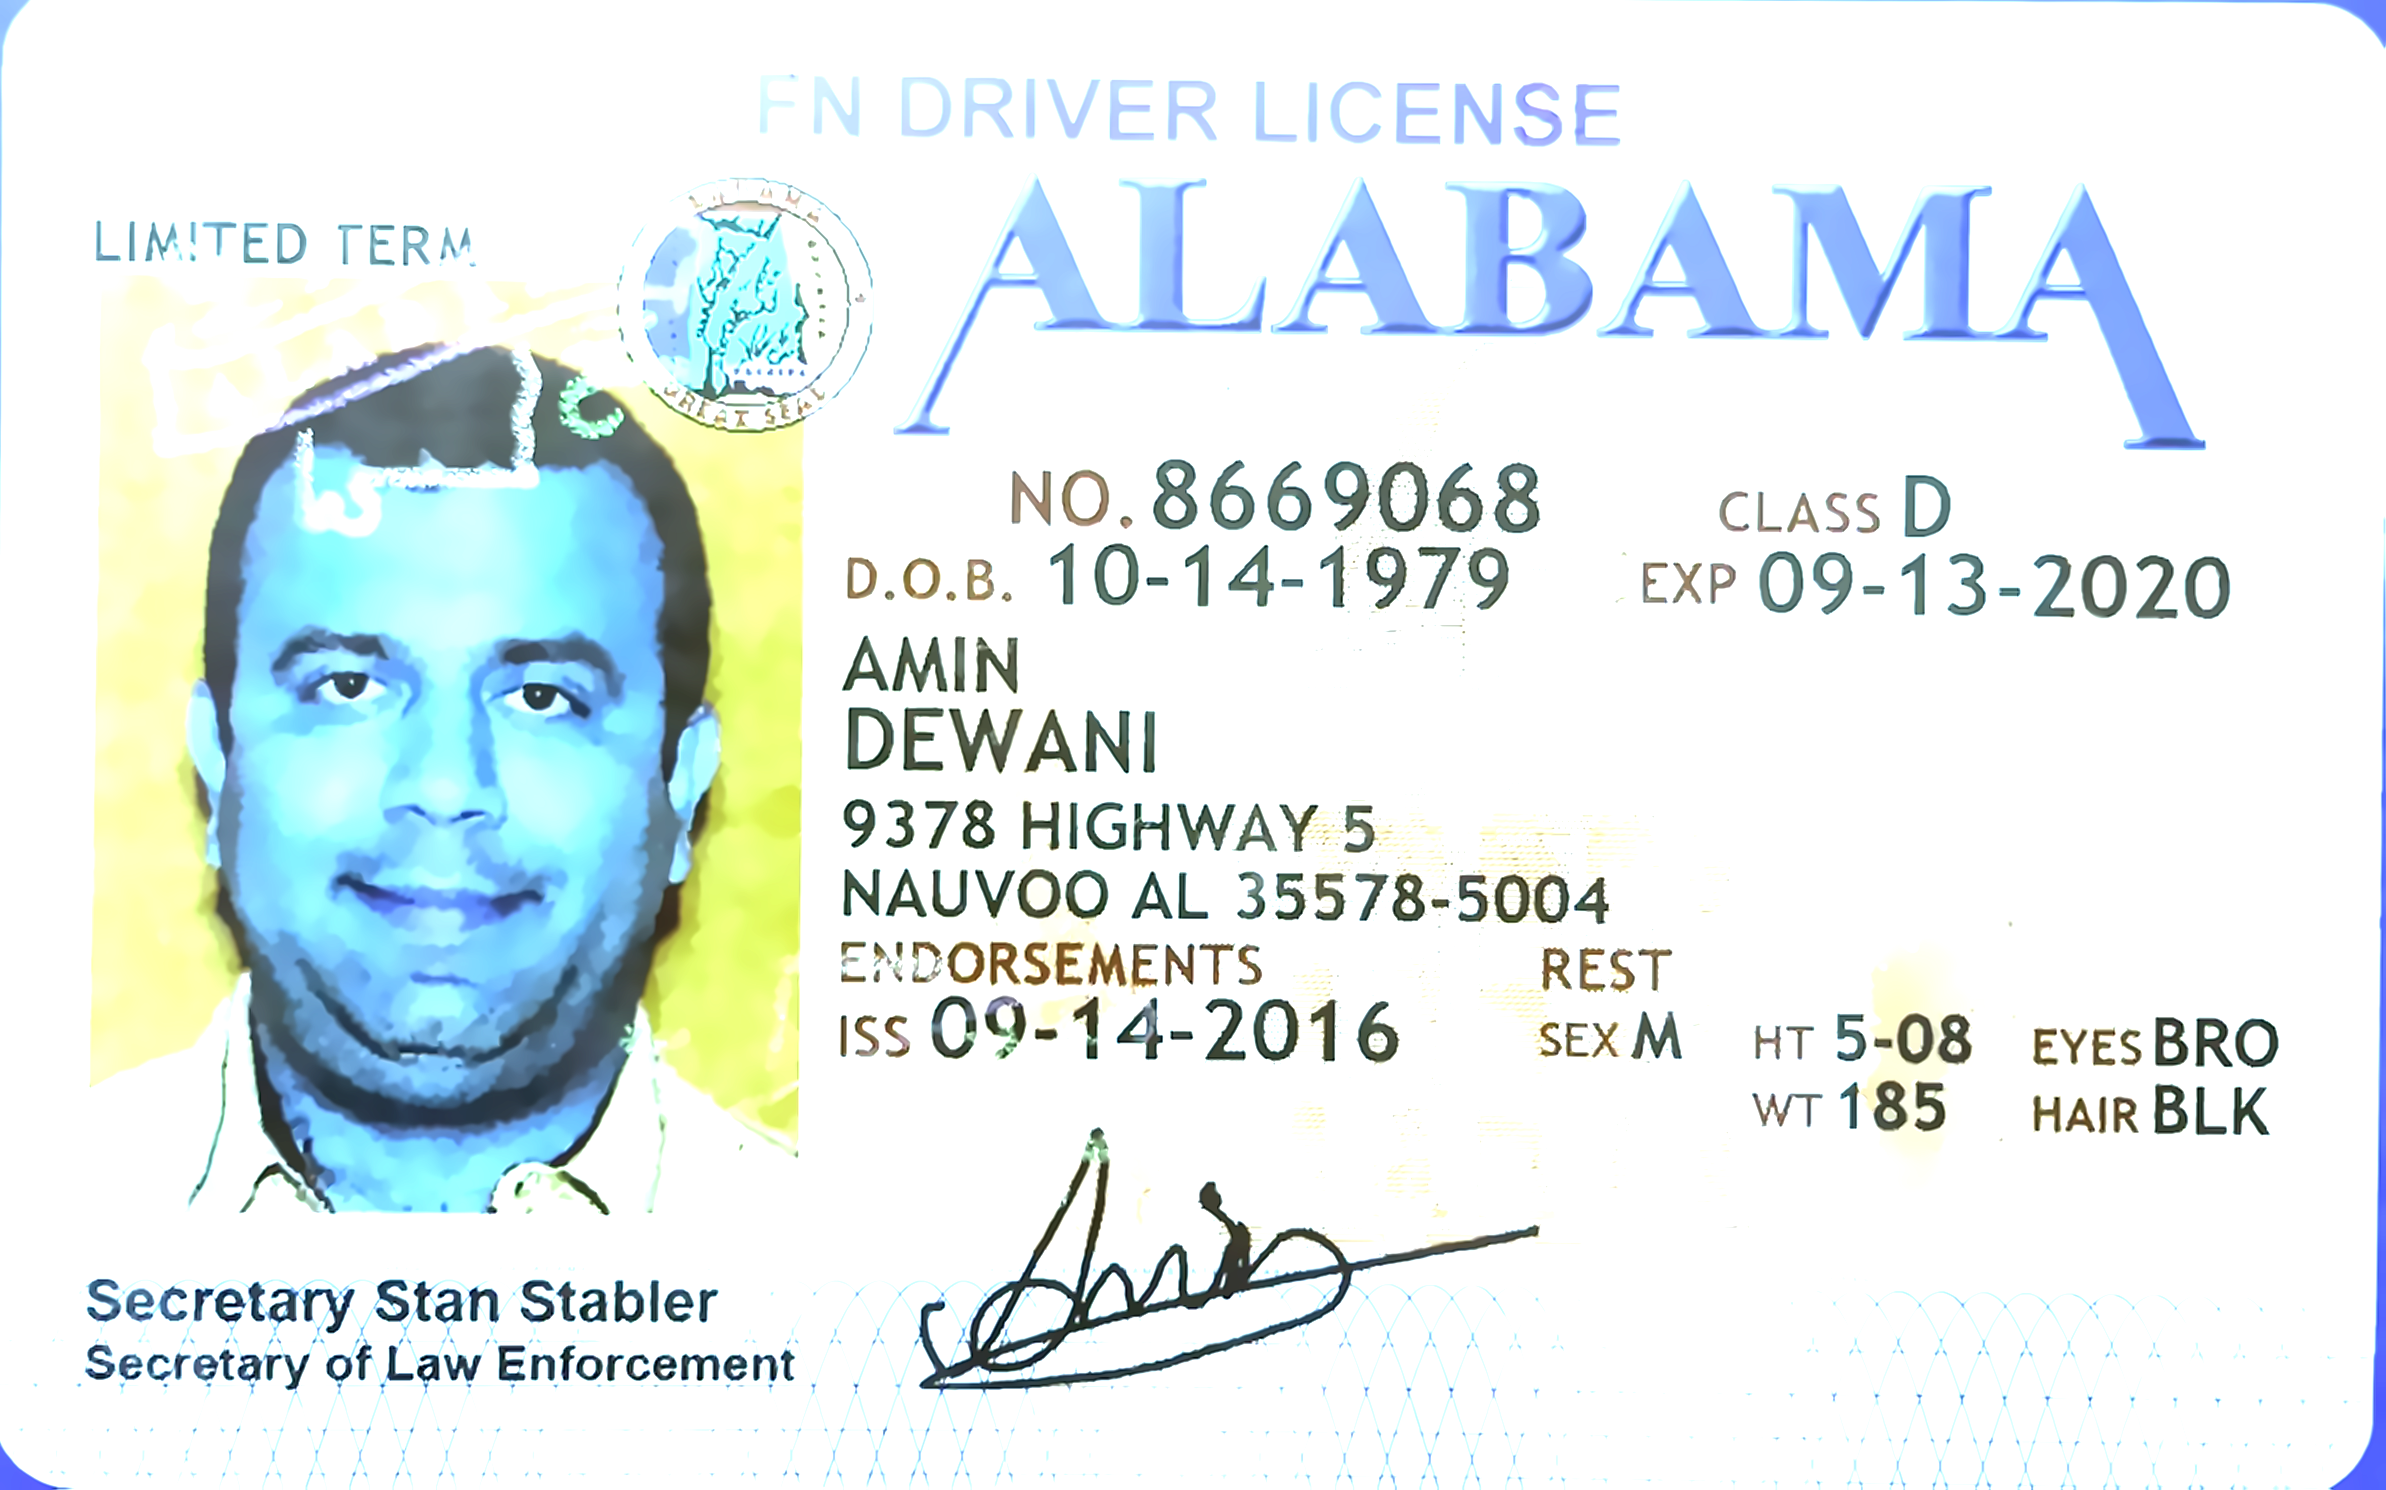 FN DRIVER LICENSE
ALABAMA
LIMITED TERM
GREAT SEAL
NO. 8669068 CLASS D
D.O.B. 10-14-1979 EXP 09-13-2020
AMIN
DEWANI
9378 HIGHWAY 5
NAUVOO AL 35578-5004
ENDORSEMENTS REST
ISS 09-14-2016 SEX M HT 5-08 EYES BRO
WT 185 HAIR BLK
Secretary Stan Stabler
Secretary of Law Enforcement